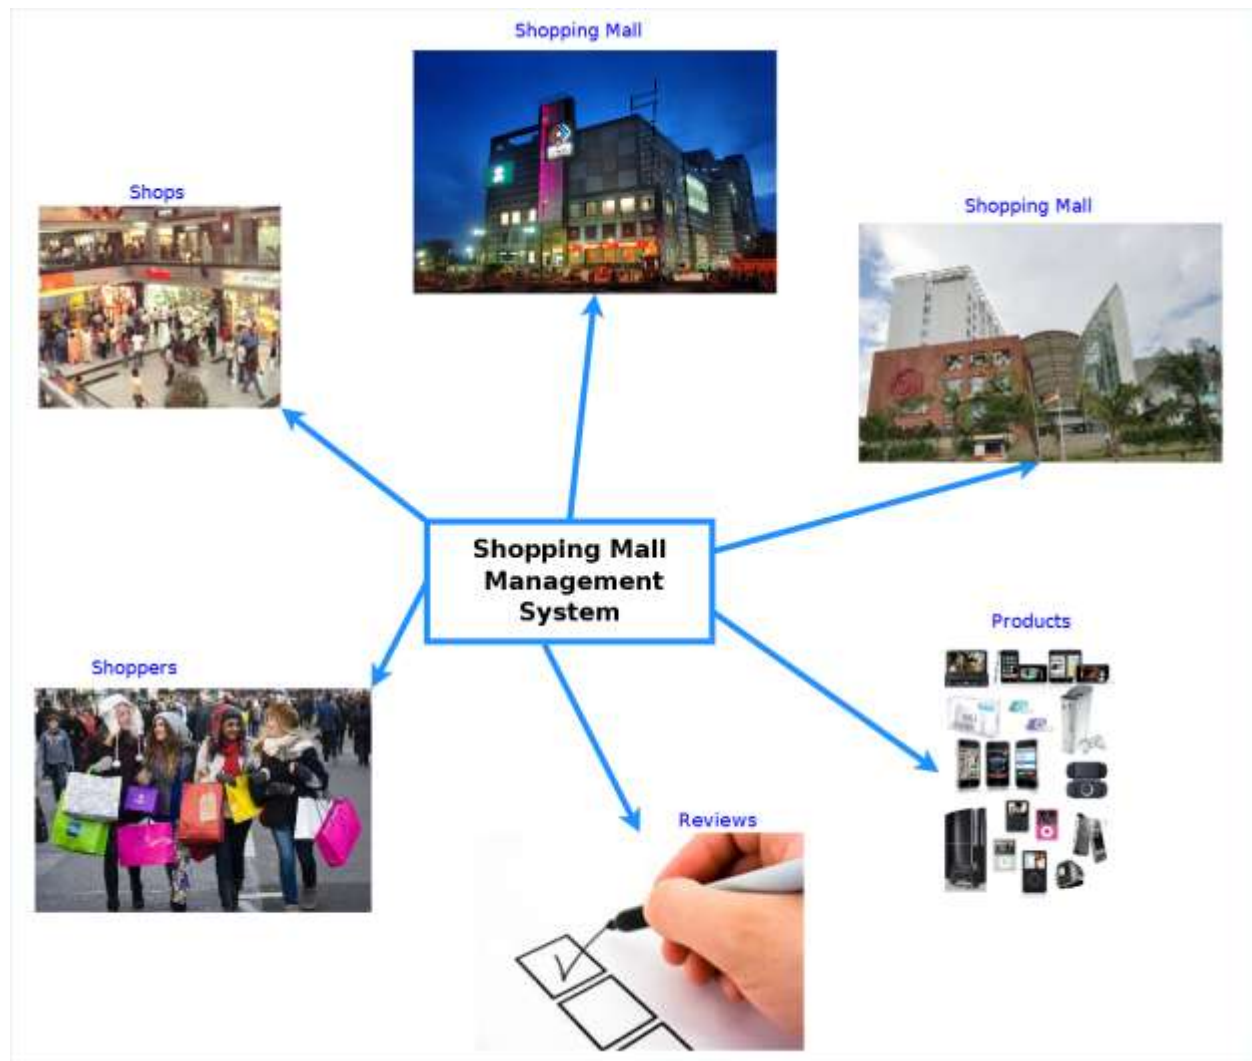 Shopping Mall
Shops
Shopping Mall
Shopping Mall
Management
System
Products
Shoppers
Reviews